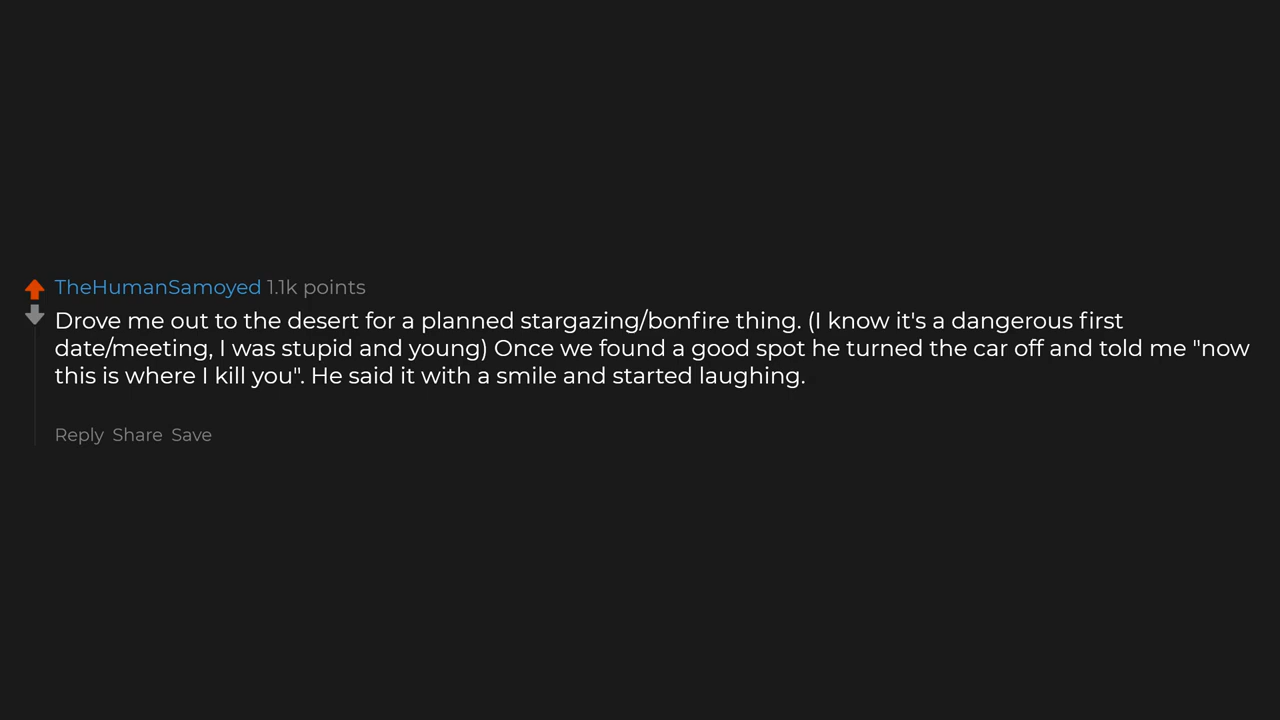 TheHumanSamoyed 1.1k points
Drove me out to the desert for a planned stargazing/bonfire thing. (I know it's a dangerous first
date/meeting, I was stupid and young) Once we found a good spot he turned the car off and told me "now
this is where I kill you". He said it with a smile and started laughing.
Reply Share Save